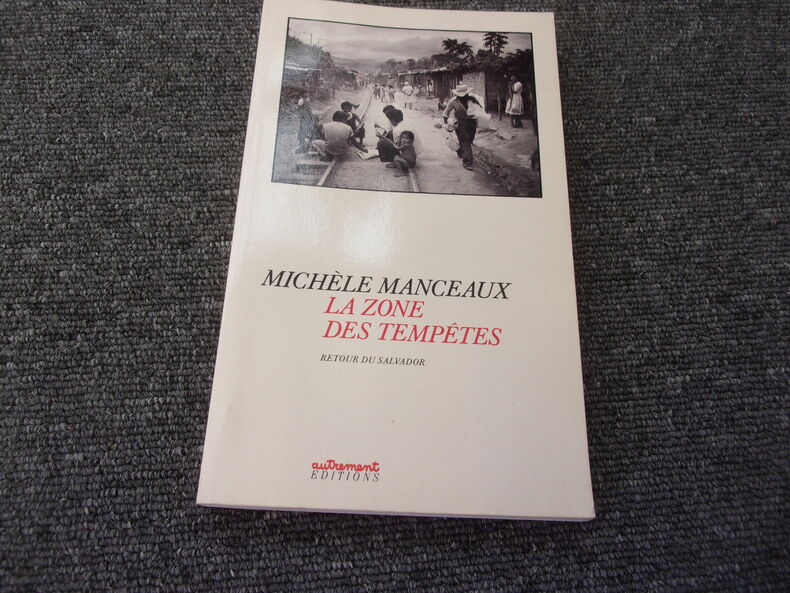 MICHÈLE MANCEAUX
LA ZONE
DES TEMPÊTES
RETOUR DU SALVADOR
autrement
EDITIONS